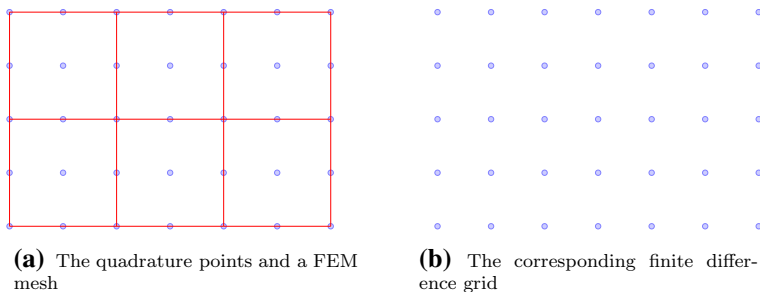 (a) The quadrature points and a FEM
mesh
(b) The corresponding finite differ-
ence grid